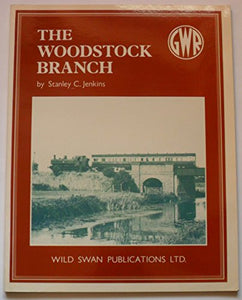 THE
WOODSTOCK
BRANCH
by Stanley C. Jenkins
GWR
WILD SWAN PUBLICATIONS LTD.